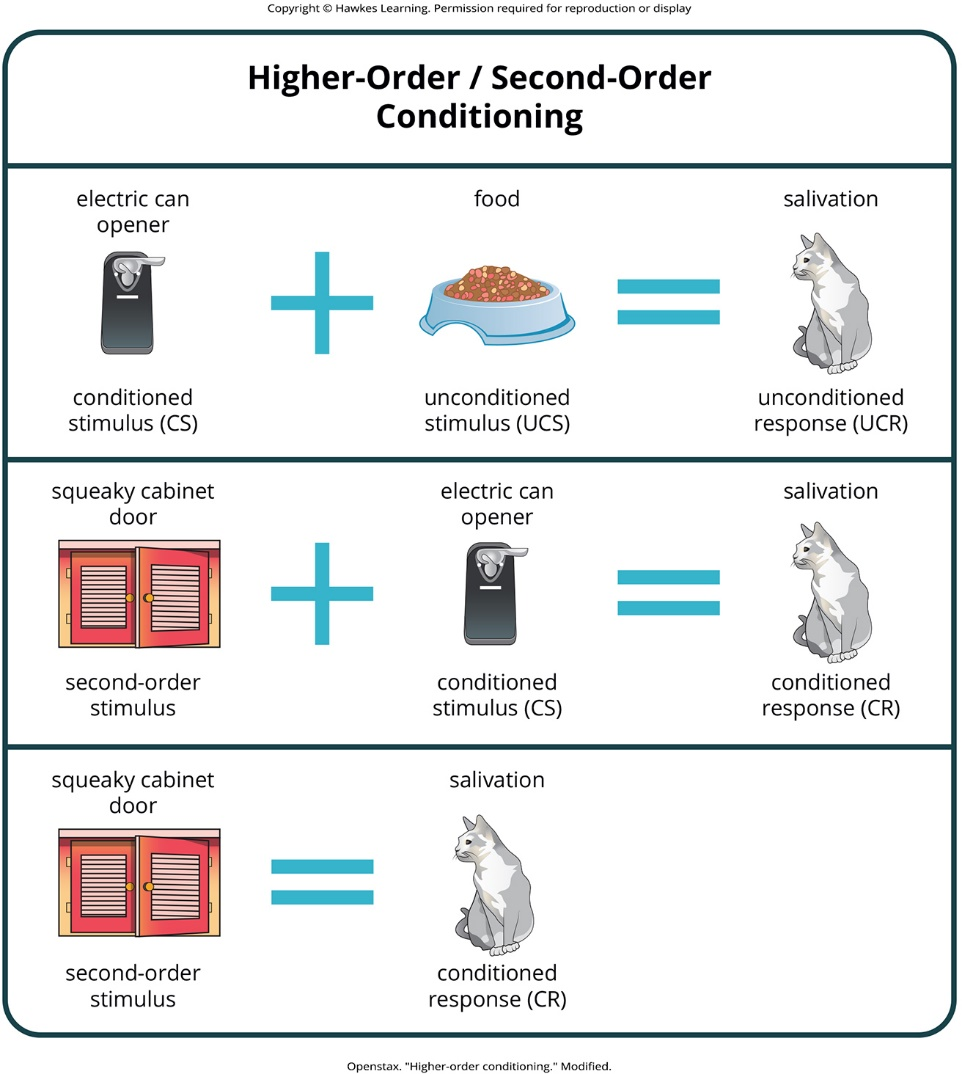 Copyright © Hawkes Learning. Permission required for reproduction or display
Higher-Order / Second-Order
Conditioning
electric can
opener
food
salivation
conditioned
stimulus (CS)
unconditioned
stimulus (UCS)
unconditioned
response (UCR)
squeaky cabinet
door
electric can
opener
salivation
second-order
stimulus
conditioned
stimulus (CS)
conditioned
response (CR)
squeaky cabinet
door
salivation
second-order
stimulus
conditioned
response (CR)
Openstax. "Higher-order conditioning." Modified.